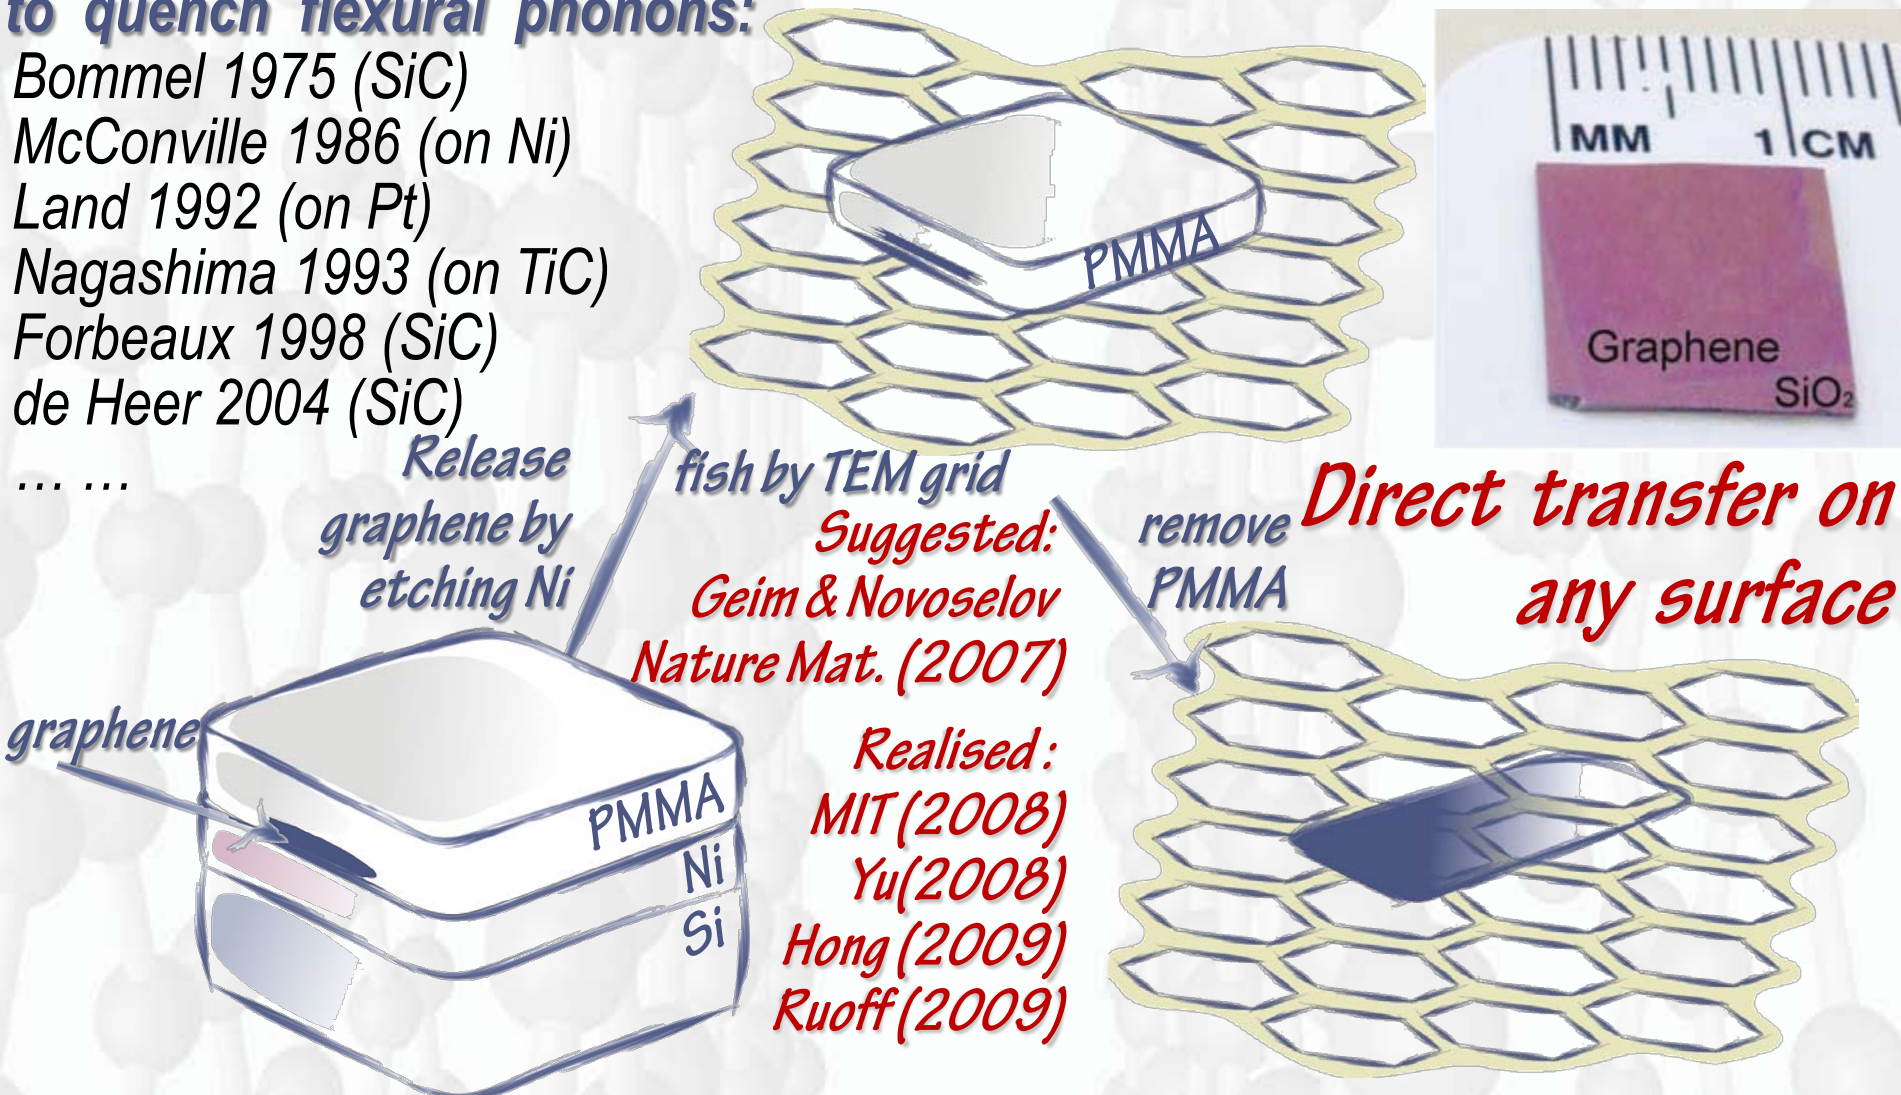 to quench flexural phonons:
Bommel 1975 (SiC)
McConville 1986 (on Ni)
Land 1992 (on Pt)
Nagashima 1993 (on TiC)
Forbeaux 1998 (SiC)
de Heer 2004 (SiC)
... ...
PMMA
MM 1 CM
Graphene
SiO₂
Release
graphene by
etching Ni
fish by TEM grid
Suggested:
Geim & Novoselov
Nature Mat. (2007)
remove
PMMA
Direct transfer on
any surface
graphene
PMMA
Ni
Si
Realised :
MIT (2008)
Yu(2008)
Hong (2009)
Ruoff (2009)